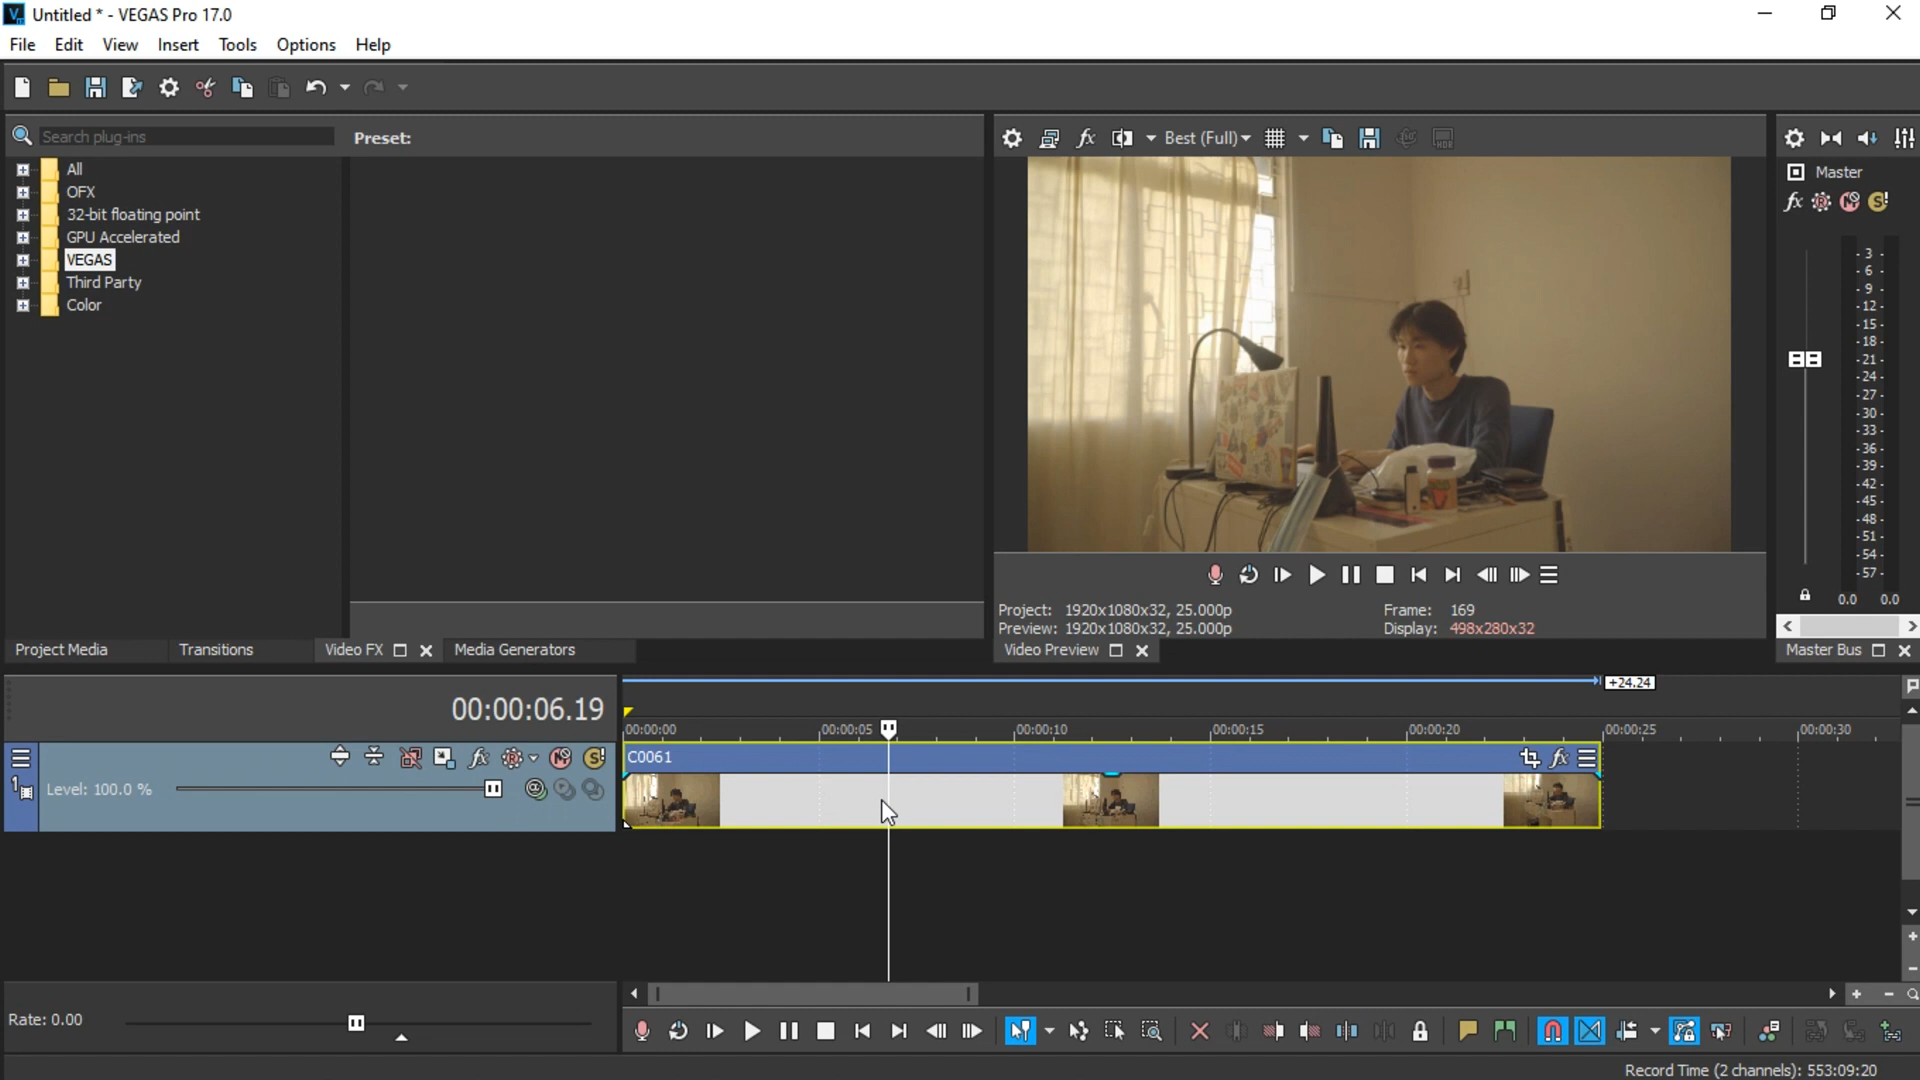 Untitled * - VEGAS Pro 17.0
File Edit View Insert Tools Options Help
Search plug-ins
Preset:
All
OFX
32-bit floating point
GPU Accelerated
VEGAS
Third Party
Color
Best (Full)
Project: 1920x1080x32, 25.000p
Frame: 169
Preview: 1920x1080x32, 25.000p
Display: 498x280x32
Master
- 3 -
- 6 -
- 9 -
- 12 -
- 15 -
- 18 -
- 21 -
- 24 -
- 27 -
- 30 -
- 33 -
- 36 -
- 39 -
- 42 -
- 45 -
- 48 -
- 51 -
- 54 -
- 57 -
0.0 0.0
Project Media Transitions Video FX Media Generators
Video Preview
Master Bus
+24.24
00:00:06.19
00:00:00 00:00:05 00:00:10 00:00:15 00:00:20 00:00:25 00:00:30
C0061
1
Level: 100.0 %
Rate: 0.00
Record Time (2 channels): 553:09:20